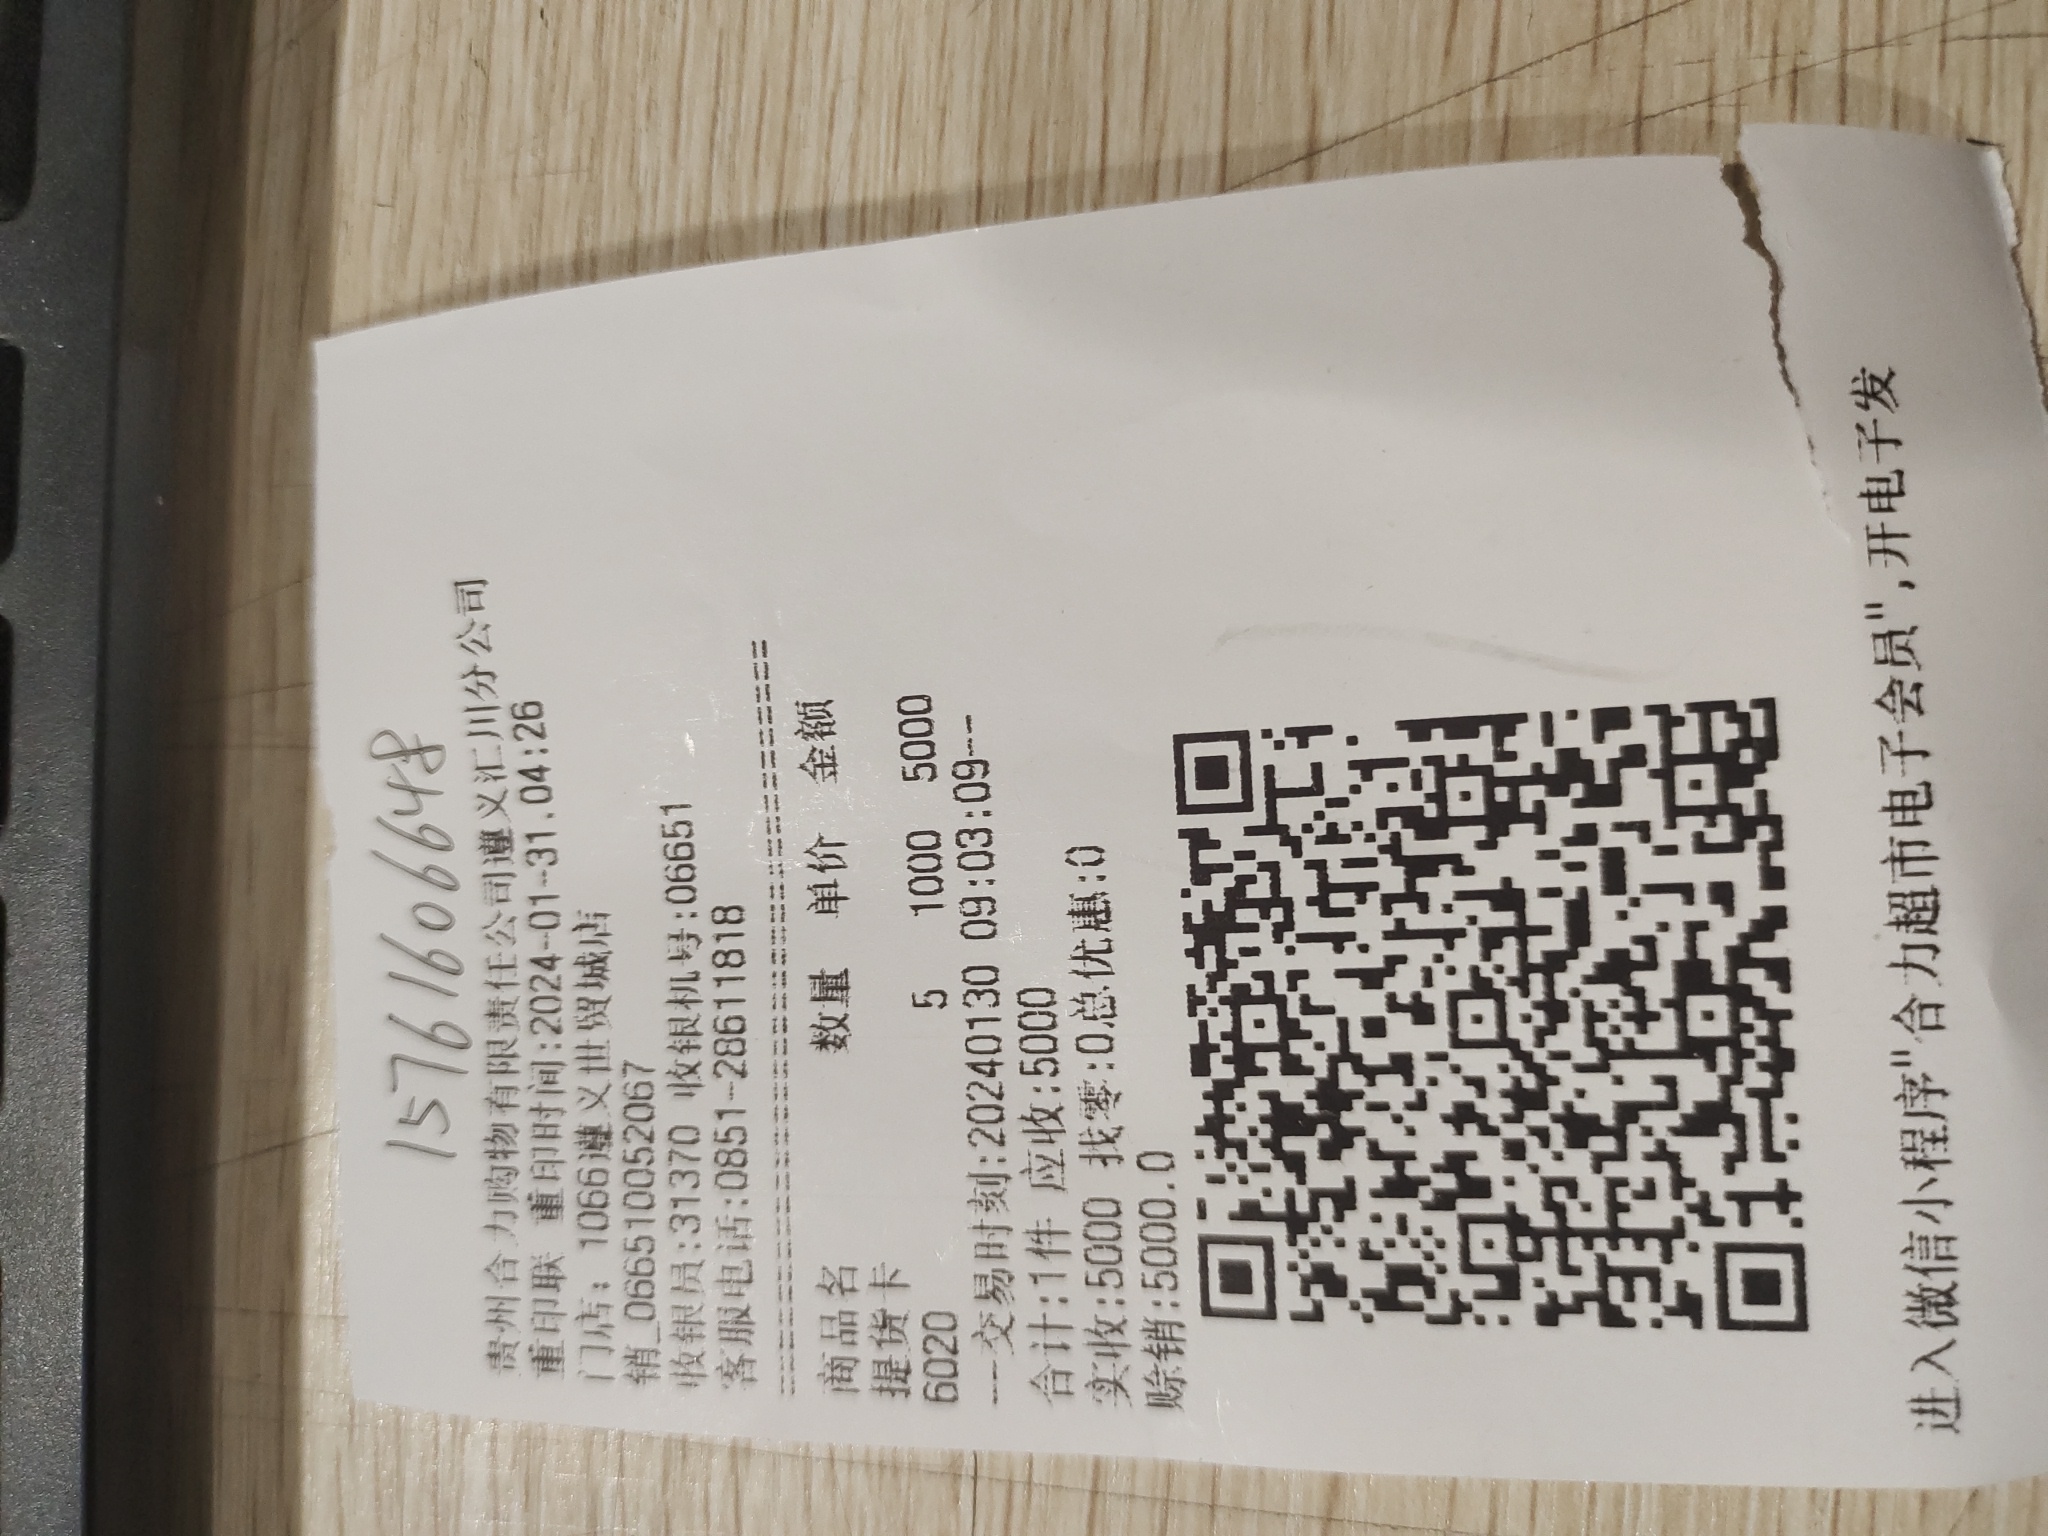 15761606648
贵州合力购物有限责任公司遵义汇川分公司
重印联 重印时间:2024-01-31.04:26
门店: 1066遵义世贸城店
销_0665510052067
收银员:31370 收银机号:06651
客服电话:0851-28611818
商品名 数量 单价 金额
提货卡
6020 5 1000 5000
---交易时刻:20240130 09:03:09---
合计:1件 应收:5000
实收:5000 找零:0总优惠:0
赊销:5000.0
进入微信小程序"合力超市电子会员",开电子发